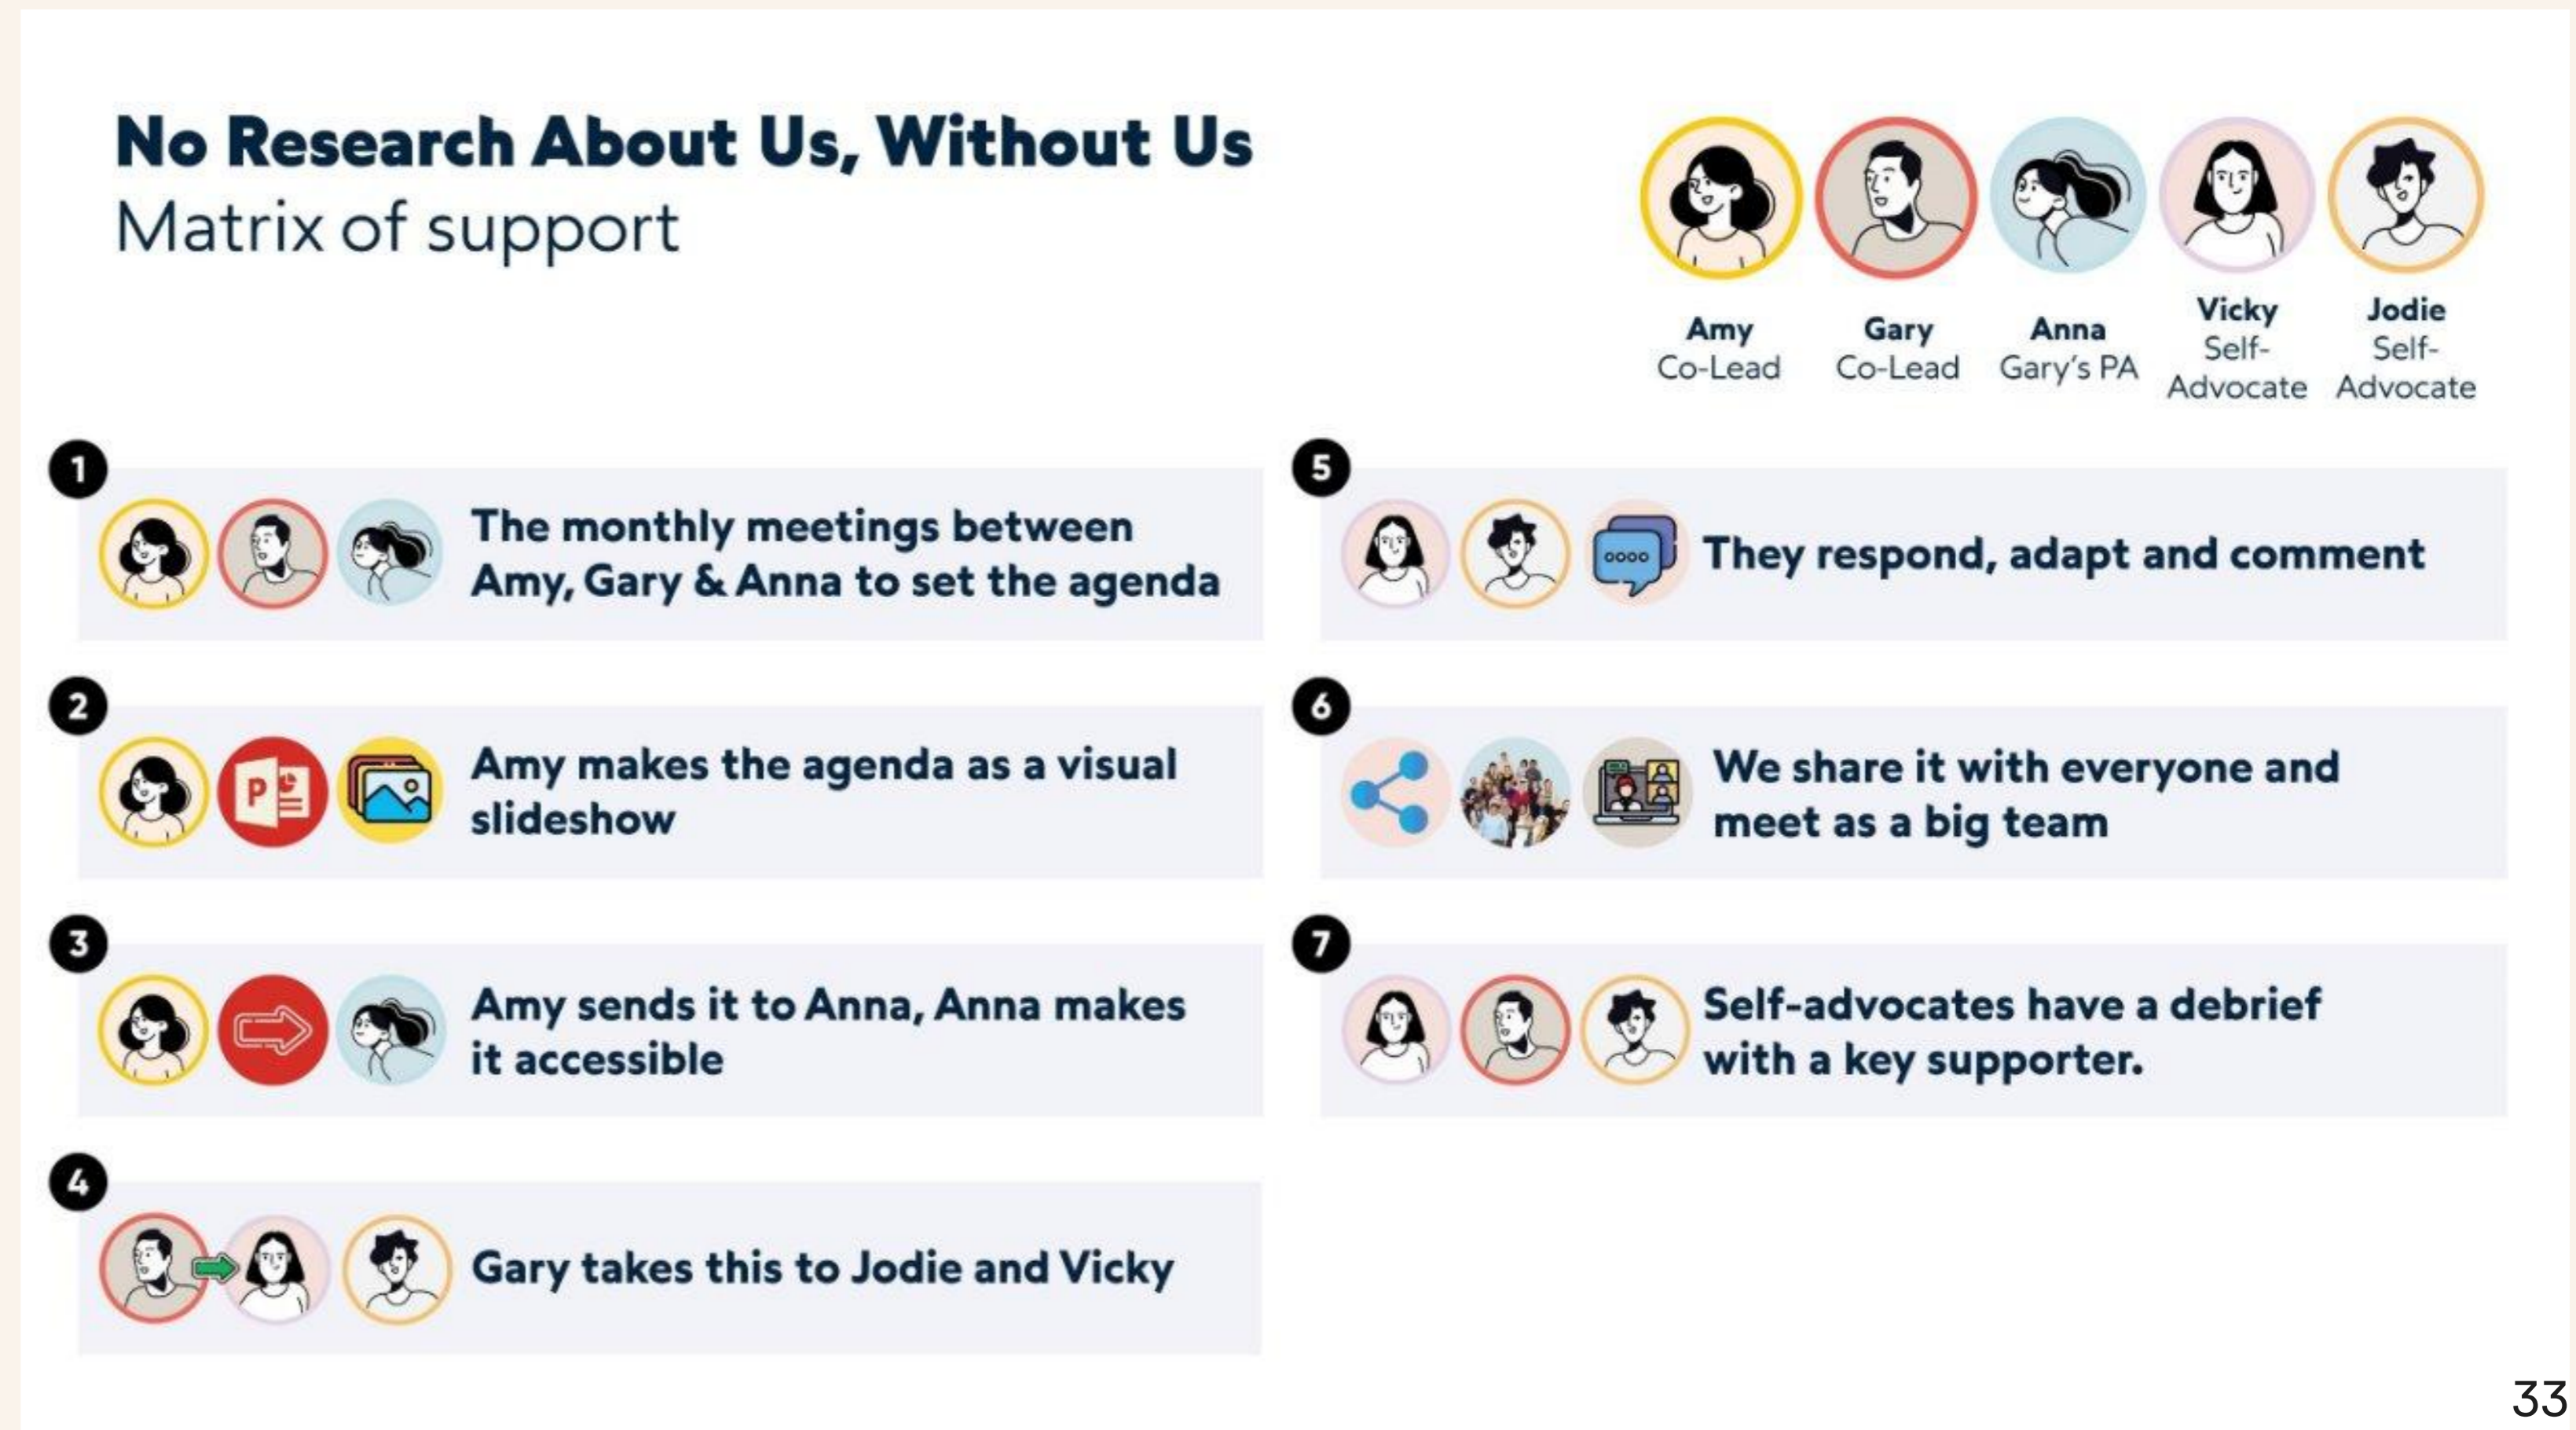 No Research About Us, Without Us
Matrix of support
Amy
Co-Lead
Gary
Co-Lead
Anna
Gary's PA
Vicky
Self-
Advocate
Jodie
Self-
Advocate
1
The monthly meetings between
Amy, Gary & Anna to set the agenda
2
P
Amy makes the agenda as a visual
slideshow
3
Amy sends it to Anna, Anna makes
it accessible
4
Gary takes this to Jodie and Vicky
5
They respond, adapt and comment
6
We share it with everyone and
meet as a big team
7
Self-advocates have a debrief
with a key supporter.
33